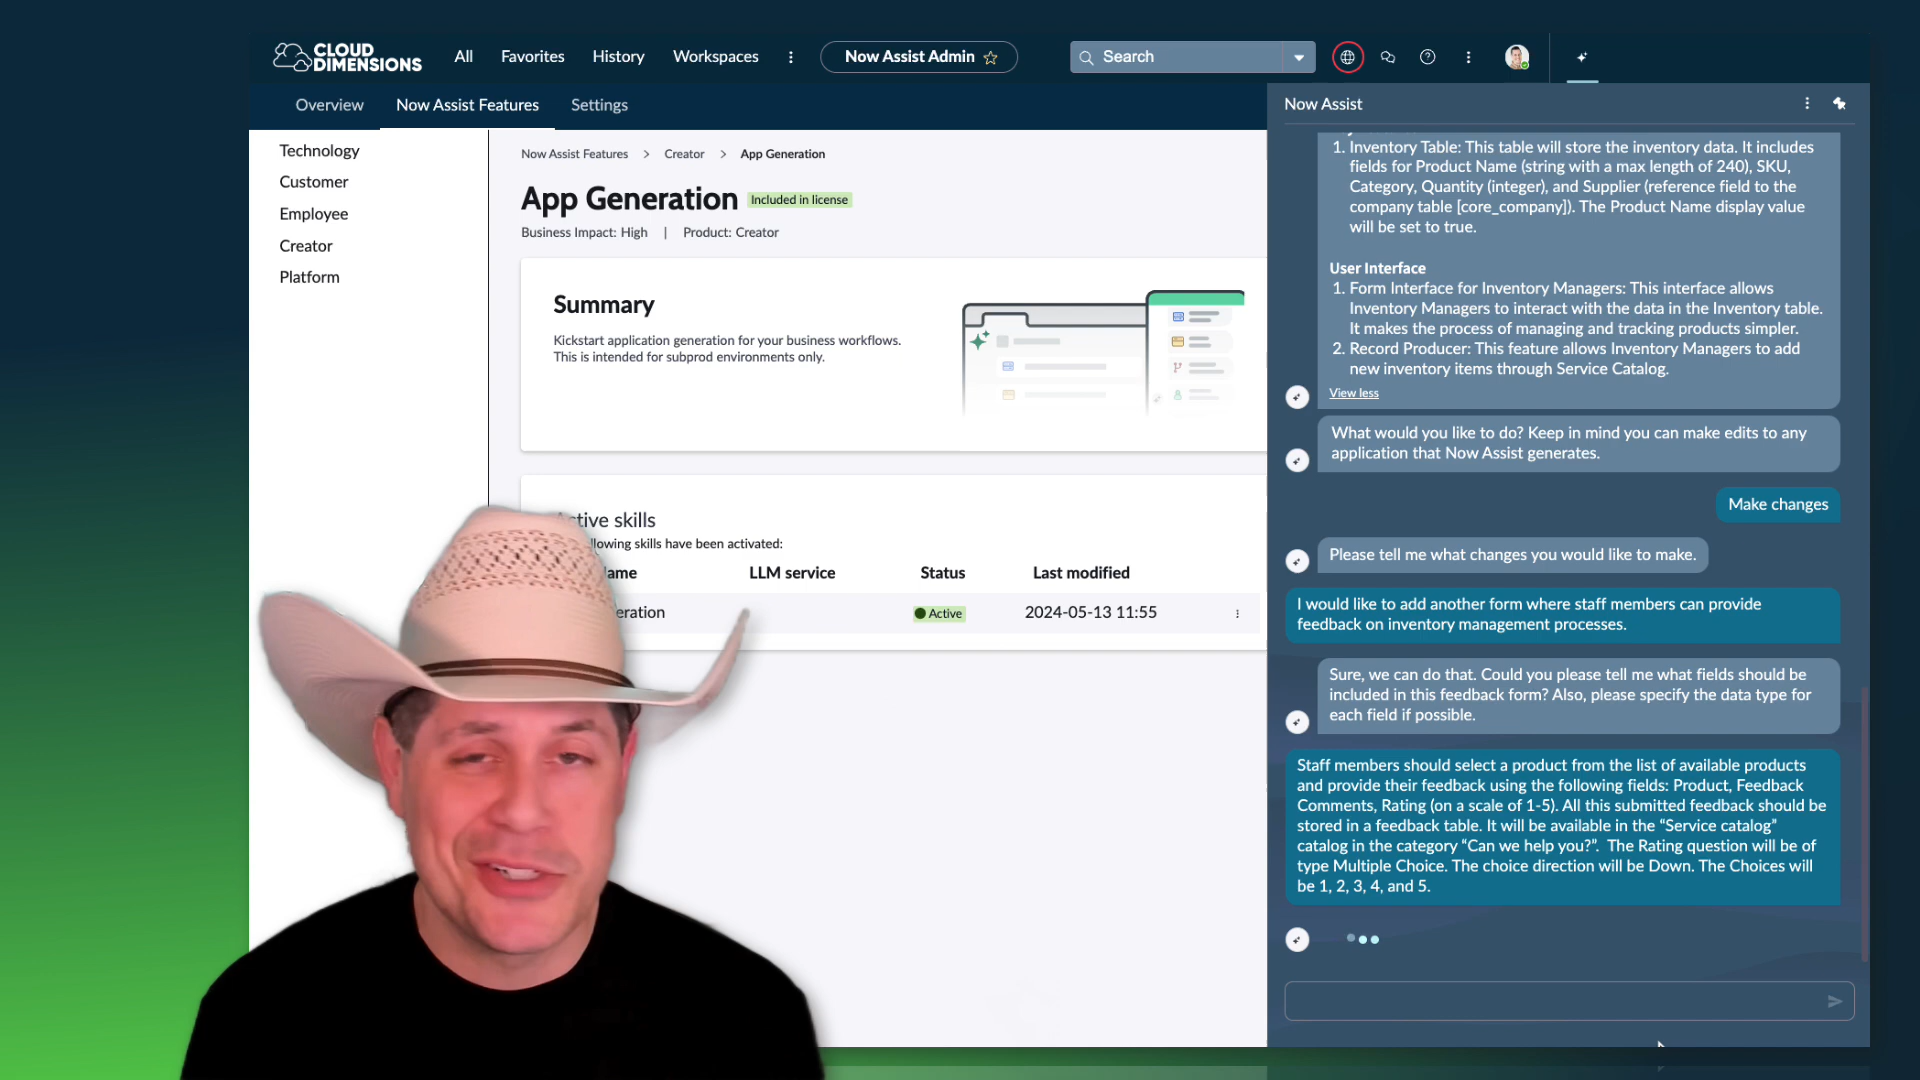 CLOUD
DIMENSIONS
All
Favorites
History
Workspaces
Now Assist Admin
Search
Overview
Now Assist Features
Settings
Technology
Customer
Employee
Creator
Platform
Now Assist Features > Creator > App Generation
App Generation
Included in license
Business Impact: High | Product: Creator
Summary
Kickstart application generation for your business workflows.
This is intended for subprod environments only.
skills
skills have been activated:
LLM service
Status
Last modified
Active
2024-05-13 11:55
Now Assist
1. Inventory Table: This table will store the inventory data. It includes
fields for Product Name (string with a max length of 240), SKU,
Category, Quantity (integer), and Supplier (reference field to the
company table [core_company]). The Product Name display value
will be set to true.
User Interface
1. Form Interface for Inventory Managers: This interface allows
Inventory Managers to interact with the data in the Inventory table.
It makes the process of managing and tracking products simpler.
2. Record Producer: This feature allows Inventory Managers to add
new inventory items through Service Catalog.
View less
What would you like to do? Keep in mind you can make edits to any
application that Now Assist generates.
Make changes
Please tell me what changes you would like to make.
I would like to add another form where staff members can provide
feedback on inventory management processes.
Sure, we can do that. Could you please tell me what fields should be
included in this feedback form? Also, please specify the data type for
each field if possible.
Staff members should select a product from the list of available products
and provide their feedback using the following fields: Product, Feedback
Comments, Rating (on a scale of 1-5). All this submitted feedback should be
stored in a feedback table. It will be available in the “Service catalog”
catalog in the category “Can we help you?”. The Rating question will be of
type Multiple Choice. The choice direction will be Down. The Choices will
be 1, 2, 3, 4, and 5.